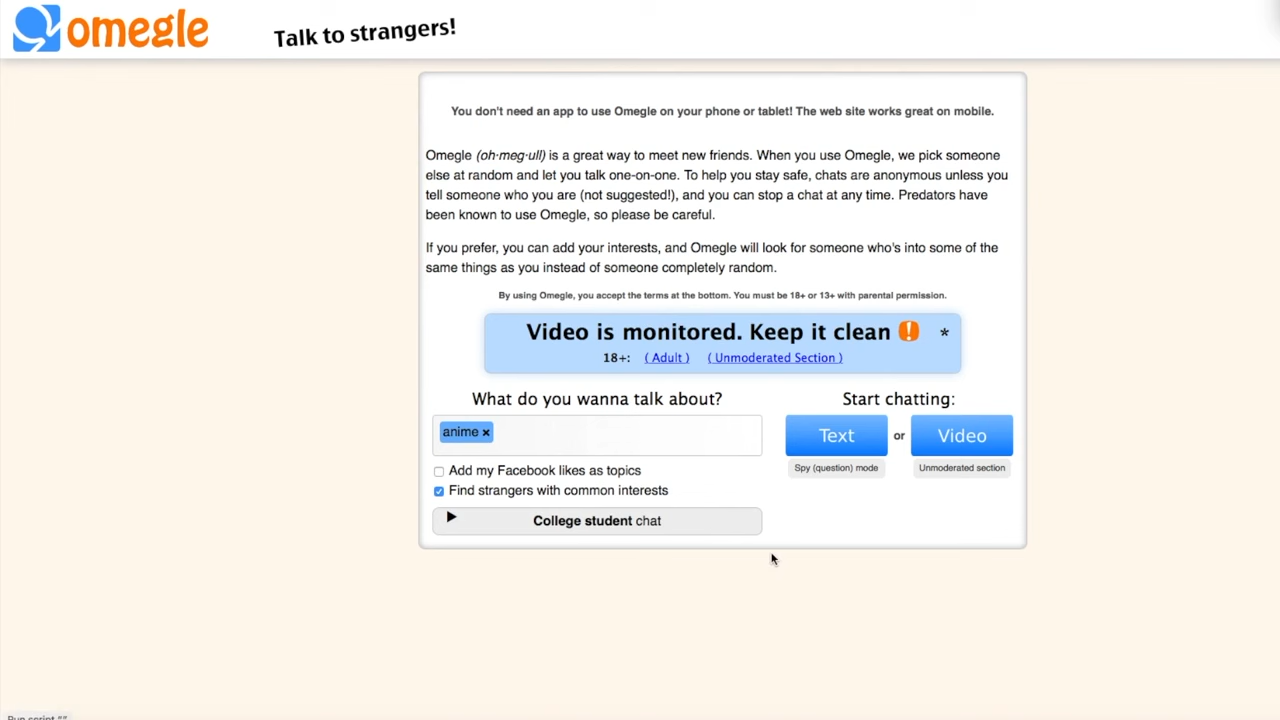 omegle
Talk to strangers!
You don't need an app to use Omegle on your phone or tablet! The web site works great on mobile.
Omegle (oh·meg·ull) is a great way to meet new friends. When you use Omegle, we pick someone
else at random and let you talk one-on-one. To help you stay safe, chats are anonymous unless you
tell someone who you are (not suggested!), and you can stop a chat at any time. Predators have
been known to use Omegle, so please be careful.
If you prefer, you can add your interests, and Omegle will look for someone who's into some of the
same things as you instead of someone completely random.
By using Omegle, you accept the terms at the bottom. You must be 18+ or 13+ with parental permission.
Video is monitored. Keep it clean ! *
18+: (Adult) (Unmoderated Section)
What do you wanna talk about?
anime ×
Add my Facebook likes as topics
Find strangers with common interests
College student chat
Start chatting:
Text or Video
Spy (question) mode
Unmoderated section